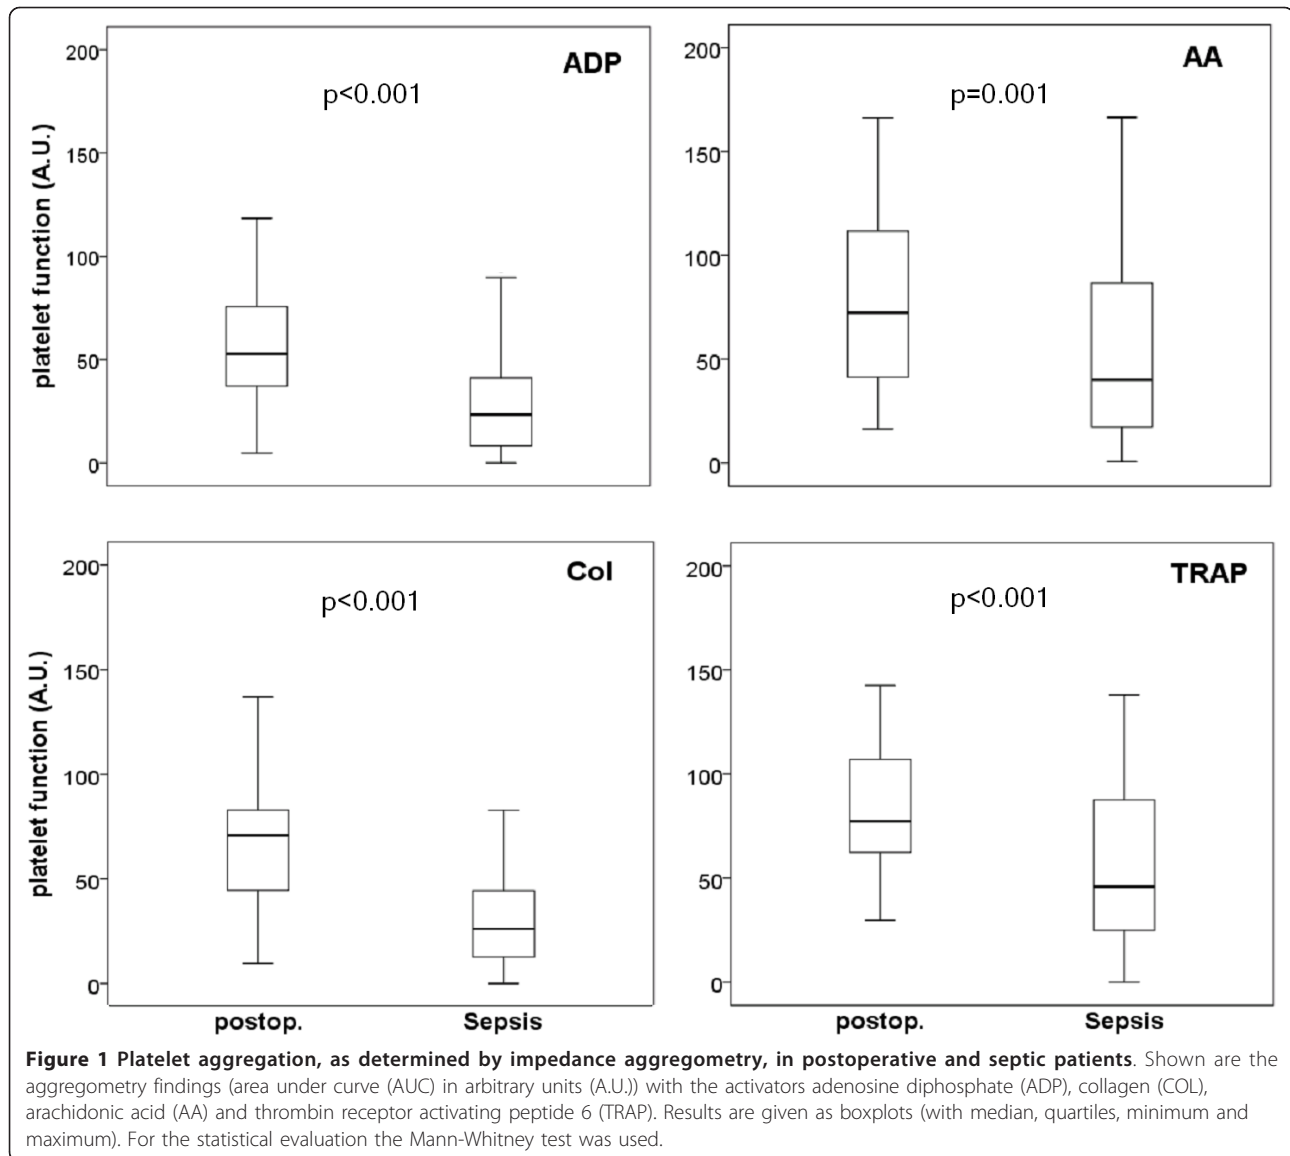 ADP
p<0.001
200
150
100
50
0
platelet function (A.U.)
AA
p=0.001
200
150
100
50
0
Col
p<0.001
200
150
100
50
0
platelet function (A.U.)
postop.
Sepsis
TRAP
p<0.001
200
150
100
50
0
postop.
Sepsis
Figure 1 Platelet aggregation, as determined by impedance aggregometry, in postoperative and septic patients. Shown are the
aggregometry findings (area under curve (AUC) in arbitrary units (A.U.)) with the activators adenosine diphosphate (ADP), collagen (COL),
arachidonic acid (AA) and thrombin receptor activating peptide 6 (TRAP). Results are given as boxplots (with median, quartiles, minimum and
maximum). For the statistical evaluation the Mann-Whitney test was used.